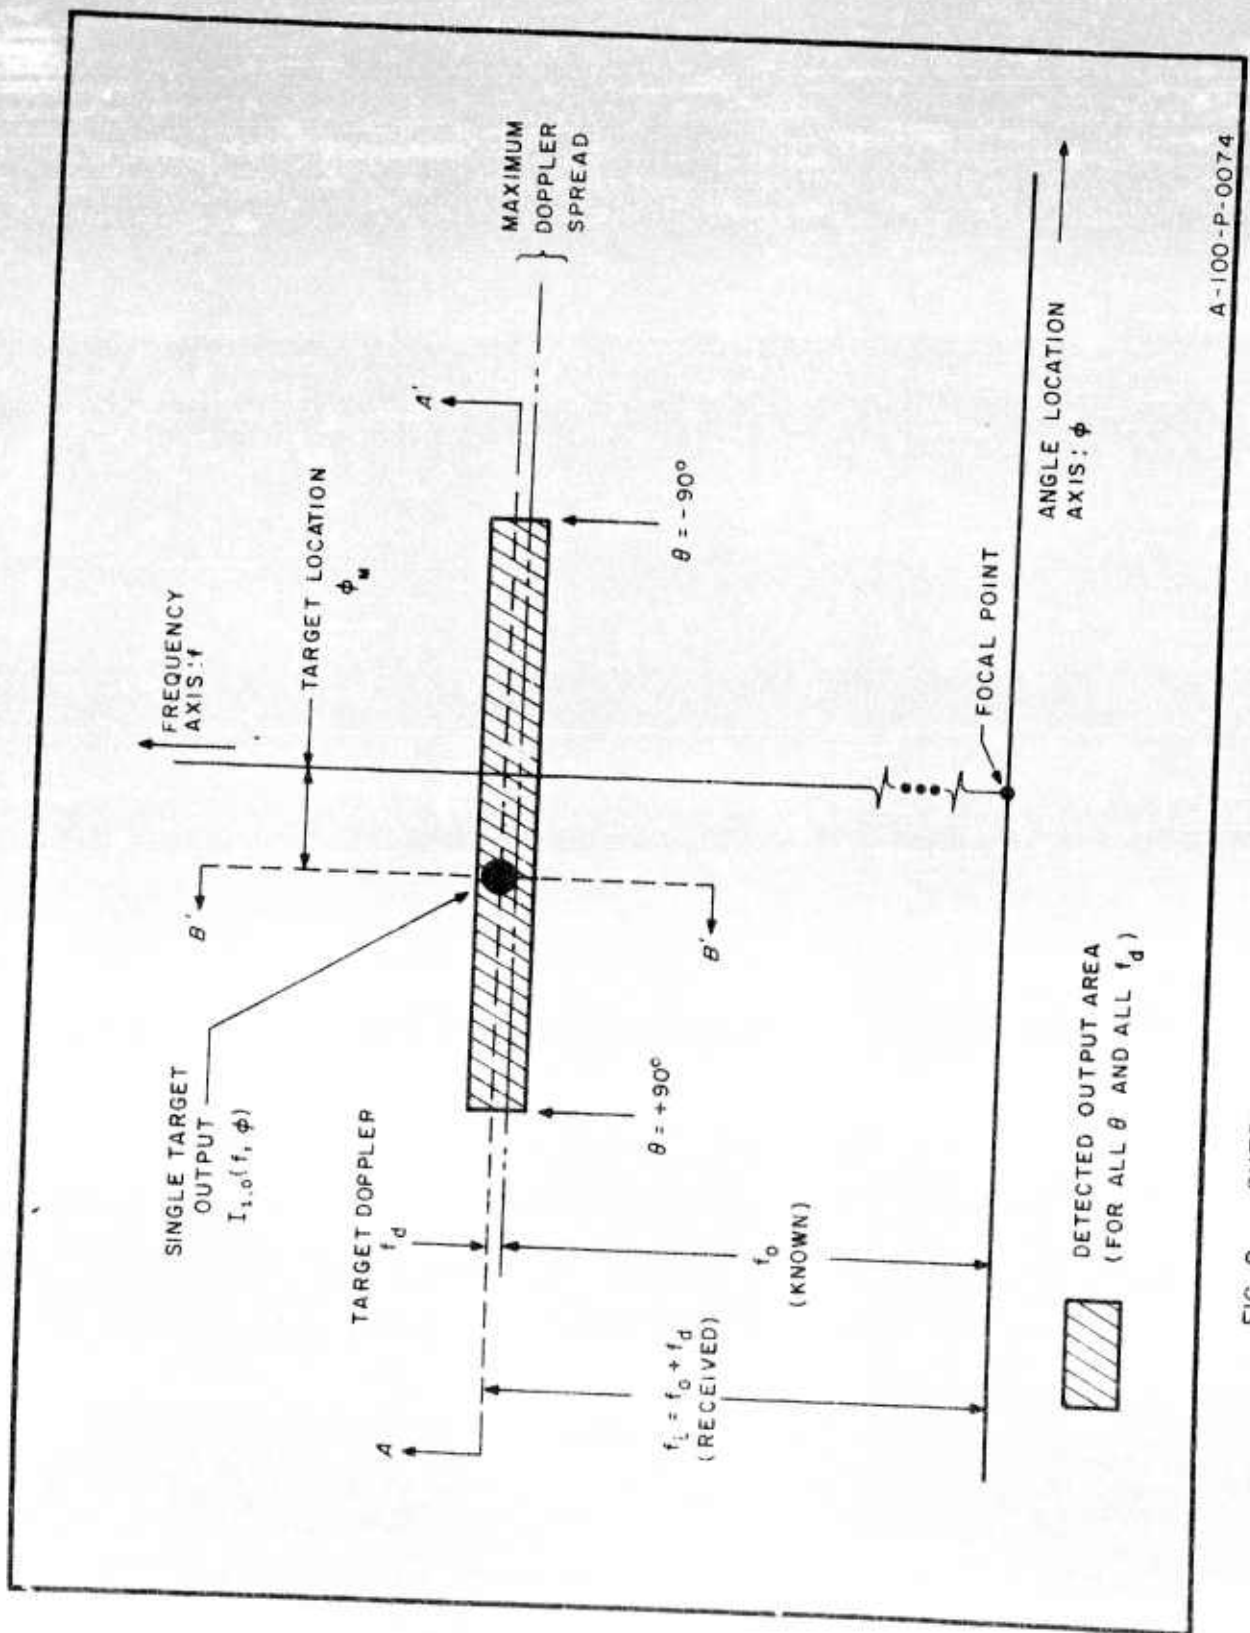 FREQUENCY
AXIS: f
TARGET LOCATION
ϕM
MAXIMUM
DOPPLER
SPREAD
SINGLE TARGET
OUTPUT
I1.0(f, ϕ)
B'
A'
TARGET DOPPLER
fd
A
θ = +90°
θ = -90°
B'
fi = fo + fd
(RECEIVED)
fo
(KNOWN)
FOCAL POINT
ANGLE LOCATION
AXIS: ϕ
DETECTED OUTPUT AREA
(FOR ALL θ AND ALL fd)
A-100-P-0074